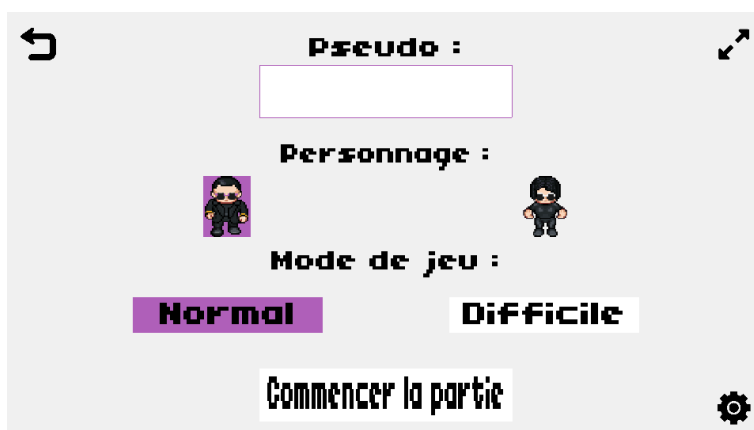 Pseudo :
Personnage :
Mode de jeu :
Normal
Difficile
Commencer la partie